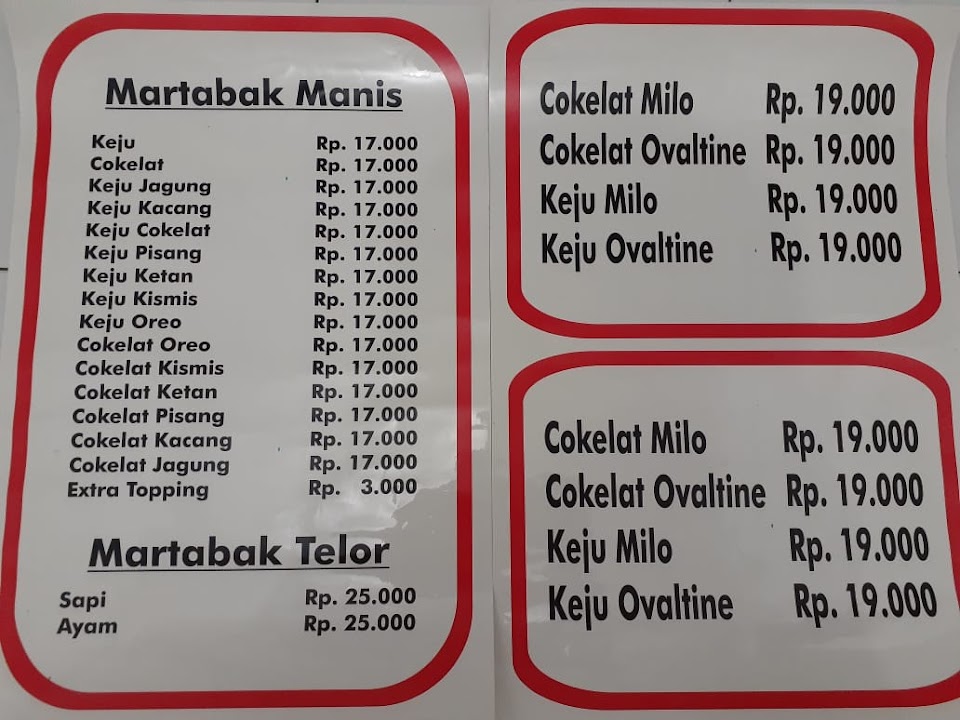 Martabak Manis
Keju Rp. 17.000
Cokelat Rp. 17.000
Keju Jagung Rp. 17.000
Keju Kacang Rp. 17.000
Keju Cokelat Rp. 17.000
Keju Pisang Rp. 17.000
Keju Ketan Rp. 17.000
Keju Kismis Rp. 17.000
Keju Oreo Rp. 17.000
Cokelat Oreo Rp. 17.000
Cokelat Kismis Rp. 17.000
Cokelat Ketan Rp. 17.000
Cokelat Pisang Rp. 17.000
Cokelat Kacang Rp. 17.000
Cokelat Jagung Rp. 17.000
Extra Topping Rp. 3.000
Martabak Telor
Sapi Rp. 25.000
Ayam Rp. 25.000
Cokelat Milo Rp. 19.000
Cokelat Ovaltine Rp. 19.000
Keju Milo Rp. 19.000
Keju Ovaltine Rp. 19.000
Cokelat Milo Rp. 19.000
Cokelat Ovaltine Rp. 19.000
Keju Milo Rp. 19.000
Keju Ovaltine Rp. 19.000